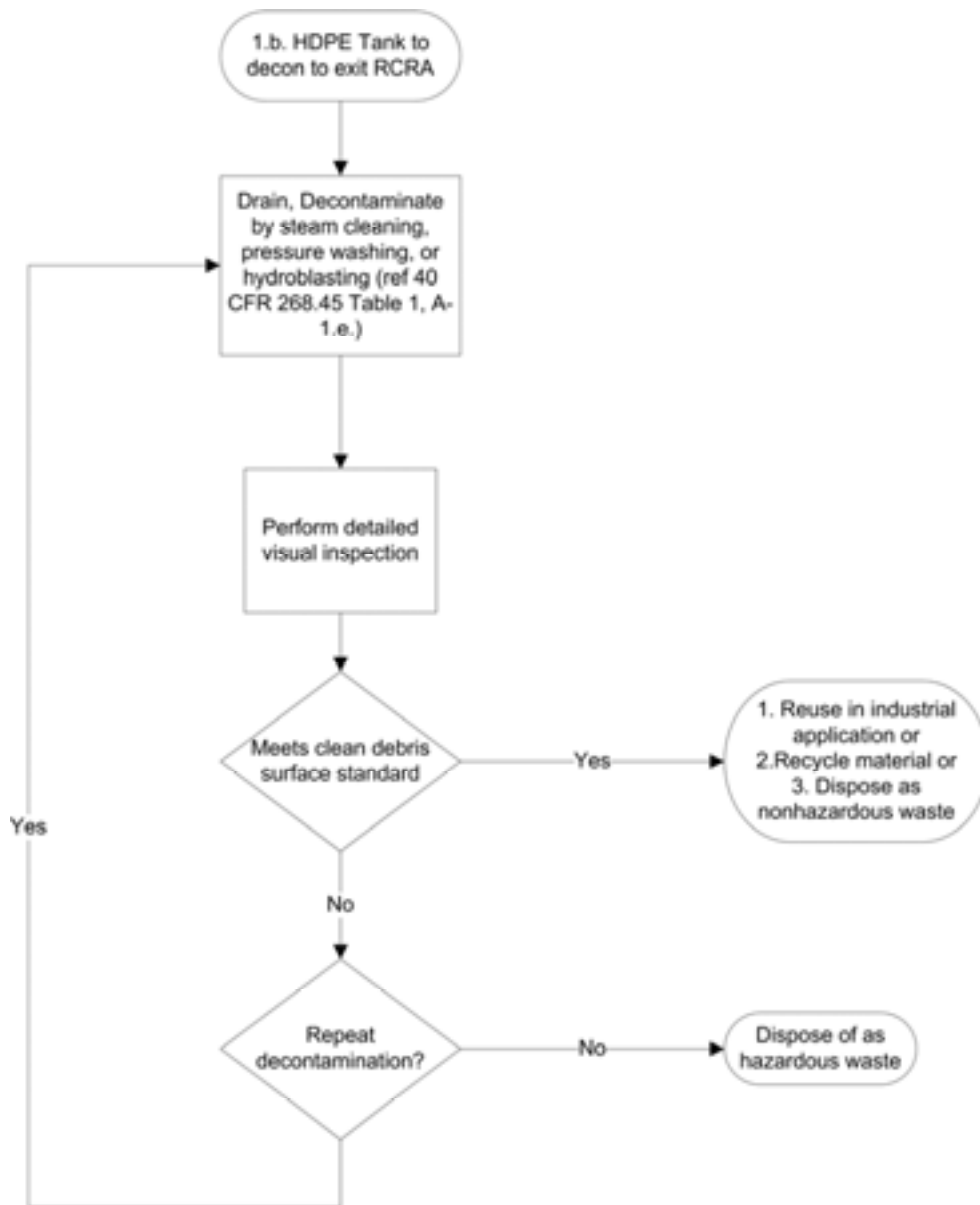 1.b. HDPE Tank to
decon to exit RCRA
Drain, Decontaminate
by steam cleaning,
pressure washing, or
hydroblasting (ref 40
CFR 268.45 Table 1, A-
1.e.)
Perform detailed
visual inspection
Meets clean debris
surface standard
Yes
1. Reuse in industrial
application or
2.Recycle material or
3. Dispose as
nonhazardous waste
No
Repeat
decontamination?
No
Dispose of as
hazardous waste
Yes